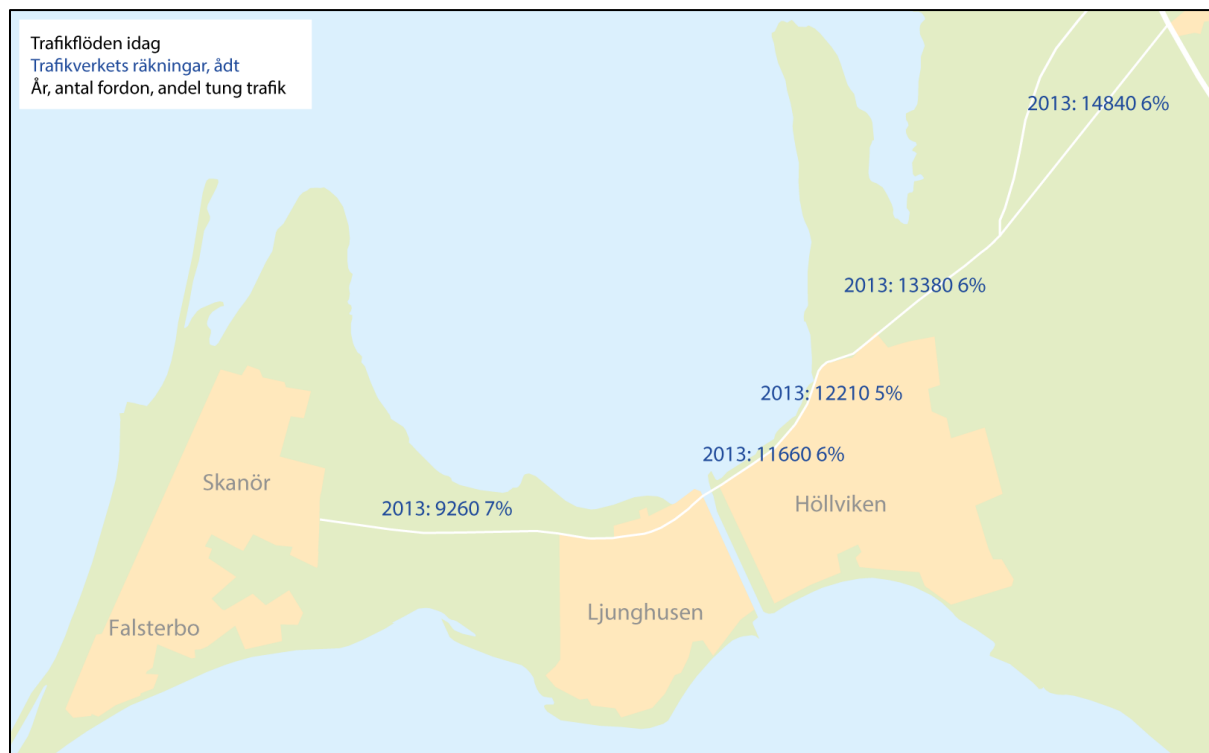 Trafikflöden idag
Trafikverkets räkningar, ådt
År, antal fordon, andel tung trafik
2013: 14840 6%
2013: 13380 6%
2013: 12210 5%
2013: 11660 6%
Skanör
Höllviken
2013: 9260 7%
Ljunghusen
Falsterbo